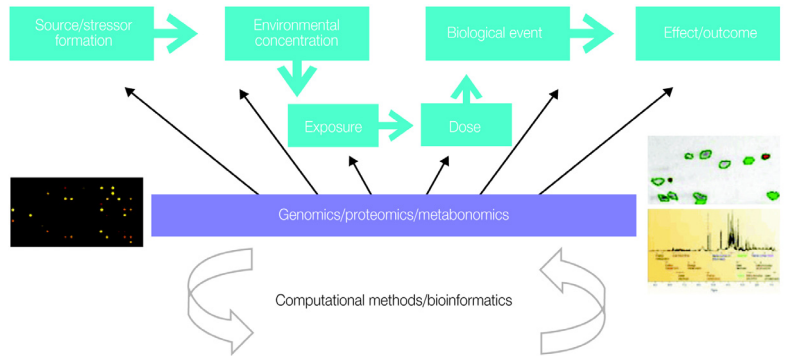 Source/stressor
formation
Environmental
concentration
Biological event
Effect/outcome
Exposure
Dose
Genomics/proteomics/metabonomics
Computational methods/bioinformatics